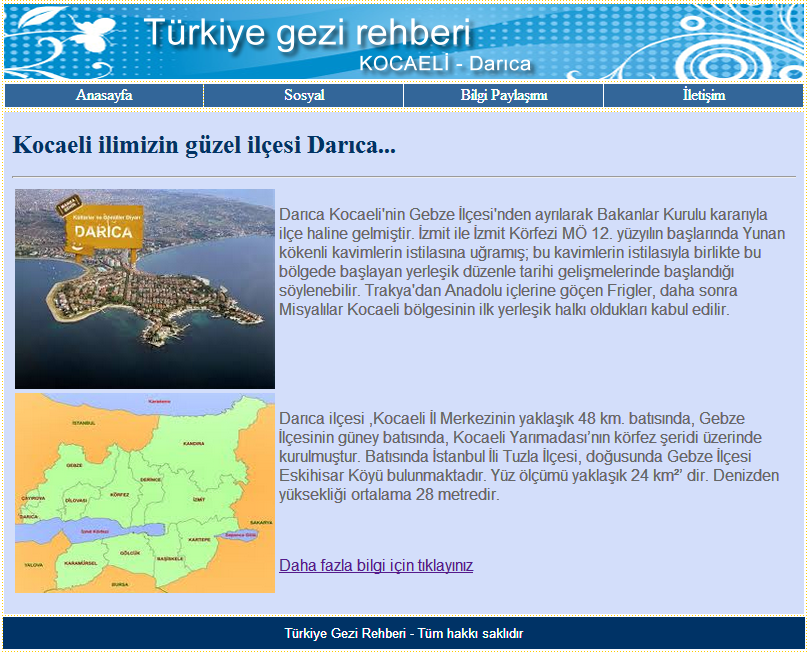 Türkiye gezi rehberi
KOCAELİ - Darıca
Anasayfa
Sosyal
Bilgi Paylaşımı
İletişim
Kocaeli ilimizin güzel ilçesi Darıca...
Kültürler ve Gönüller Diyarı
DARICA
Darıca Kocaeli'nin Gebze İlçesi'nden ayrılarak Bakanlar Kurulu kararıyla
ilçe haline gelmiştir. İzmit ile İzmit Körfezi MÖ 12. yüzyılın başlarında Yunan
kökenli kavimlerin istilasına uğramış; bu kavimlerin istilasıyla birlikte bu
bölgede başlayan yerleşik düzenle tarihi gelişmelerinde başlandığı
söylenebilir. Trakya'dan Anadolu içlerine göçen Frigler, daha sonra
Misyalılar Kocaeli bölgesinin ilk yerleşik halkı oldukları kabul edilir.
Karadeniz
İSTANBUL
KANDIRA
GEBZE
DERİNCE
ÇAYIROVA
DİLOVASI
KÖRFEZ
İZMİT
DARICA
SAKARYA
İzmit Körfezi
Sapanca Gölü
KARTEPE
GÖLCÜK
BAŞİSKELE
YALOVA
KARAMÜRSEL
BURSA
Darıca ilçesi ,Kocaeli İl Merkezinin yaklaşık 48 km. batısında, Gebze
İlçesinin güney batısında, Kocaeli Yarımadası’nın körfez şeridi üzerinde
kurulmuştur. Batısında İstanbul İli Tuzla İlçesi, doğusunda Gebze İlçesi
Eskihisar Köyü bulunmaktadır. Yüz ölçümü yaklaşık 24 km²’ dir. Denizden
yüksekliği ortalama 28 metredir.
Daha fazla bilgi için tıklayınız
Türkiye Gezi Rehberi - Tüm hakkı saklıdır